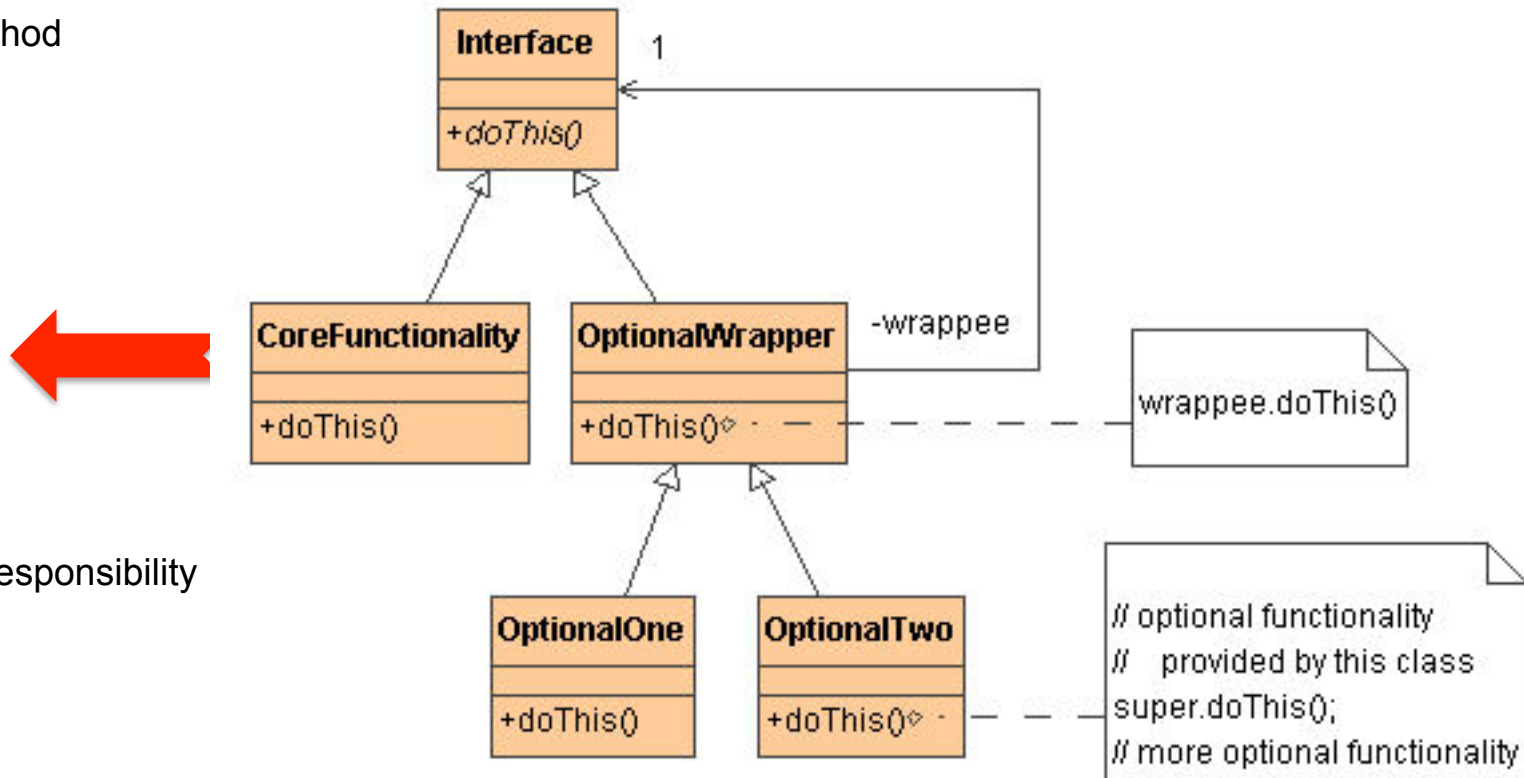 hod
Interface
1
+doThis()
CoreFunctionality
+doThis()
OptionalWrapper
+doThis()
-wrappee
wrappee.doThis()
esponsibility
OptionalOne
+doThis()
OptionalTwo
+doThis()
// optional functionality
// provided by this class
super.doThis();
// more optional functionality